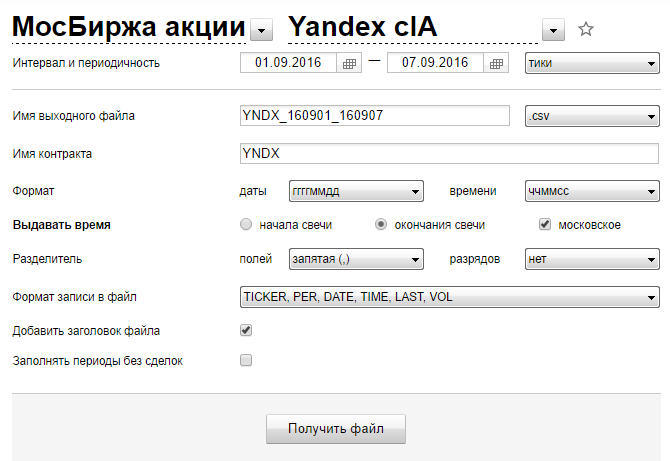 МосБиржа акции Yandex clA
Интервал и периодичность 01.09.2016 — 07.09.2016 тики
Имя выходного файла YNDX_160901_160907 .csv
Имя контракта YNDX
Формат даты ггггммдд времени ччммсс
Выдавать время начала свечи окончания свечи московское
Разделитель полей запятая (,) разрядов нет
Формат записи в файл TICKER, PER, DATE, TIME, LAST, VOL
Добавить заголовок файла
Заполнять периоды без сделок
Получить файл